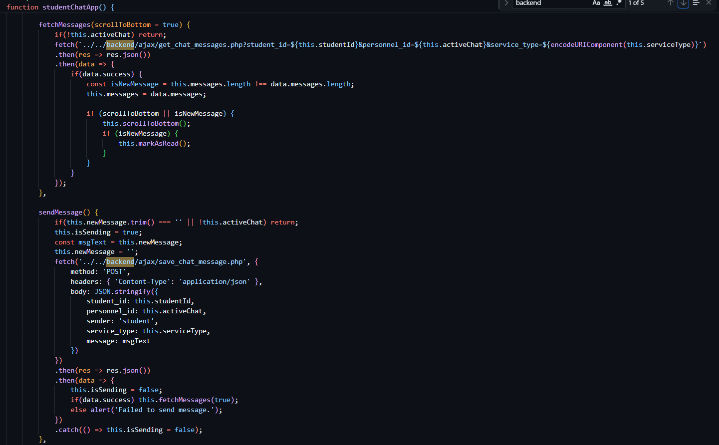 function studentChatApp() {
backend
Aa ab .*
1 of 5
fetchMessages(scrollToBottom = true) {
if(!this.activeChat) return;
fetch(`../../backend/ajax/get_chat_messages.php?student_id=${this.studentId}&personnel_id=${this.activeChat}&service_type=${encodeURIComponent(this.serviceType)}`)
.then(res => res.json())
.then(data => {
if(data.success) {
const isNewMessage = this.messages.length !== data.messages.length;
this.messages = data.messages;
if (scrollToBottom || isNewMessage) {
this.scrollToBottom();
if (isNewMessage) {
this.markAsRead();
}
}
}
});
},
sendMessage() {
if(this.newMessage.trim() === '' || !this.activeChat) return;
this.isSending = true;
const msgText = this.newMessage;
this.newMessage = '';
fetch('../../backend/ajax/save_chat_message.php', {
method: 'POST',
headers: { 'Content-Type': 'application/json' },
body: JSON.stringify({
student_id: this.studentId,
personnel_id: this.activeChat,
sender: 'student',
service_type: this.serviceType,
message: msgText
})
})
.then(res => res.json())
.then(data => {
this.isSending = false;
if(data.success) this.fetchMessages(true);
else alert('Failed to send message.');
})
.catch(() => this.isSending = false);
},